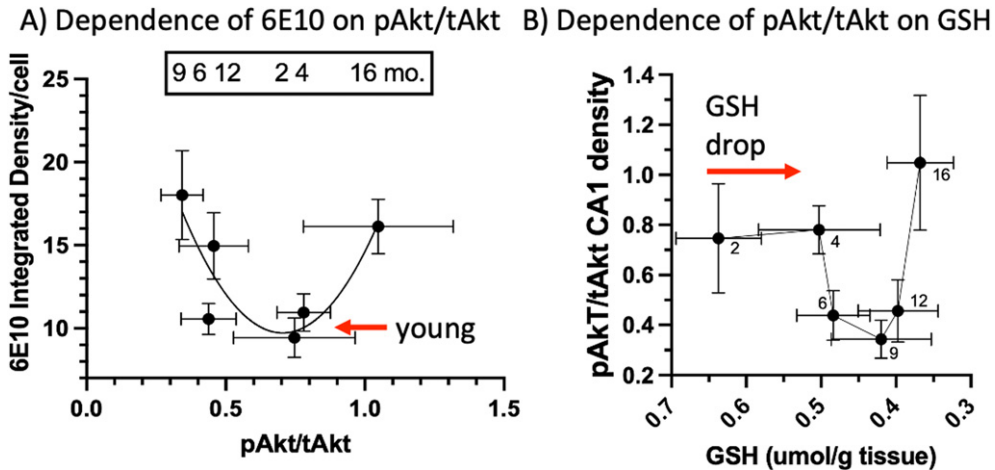 A) Dependence of 6E10 on pAkt/tAkt
9 6 12 2 4 16 mo.
6E10 Integrated Density/cell
25
20
15
10
young
0.0 0.5 1.0 1.5
pAkt/tAkt
B) Dependence of pAkt/tAkt on GSH
pAkT/tAkt CA1 density
1.4
1.2
1.0
0.8
0.6
0.4
0.2
GSH
drop
16
2
4
6
12
9
0.7 0.6 0.5 0.4 0.3
GSH (umol/g tissue)